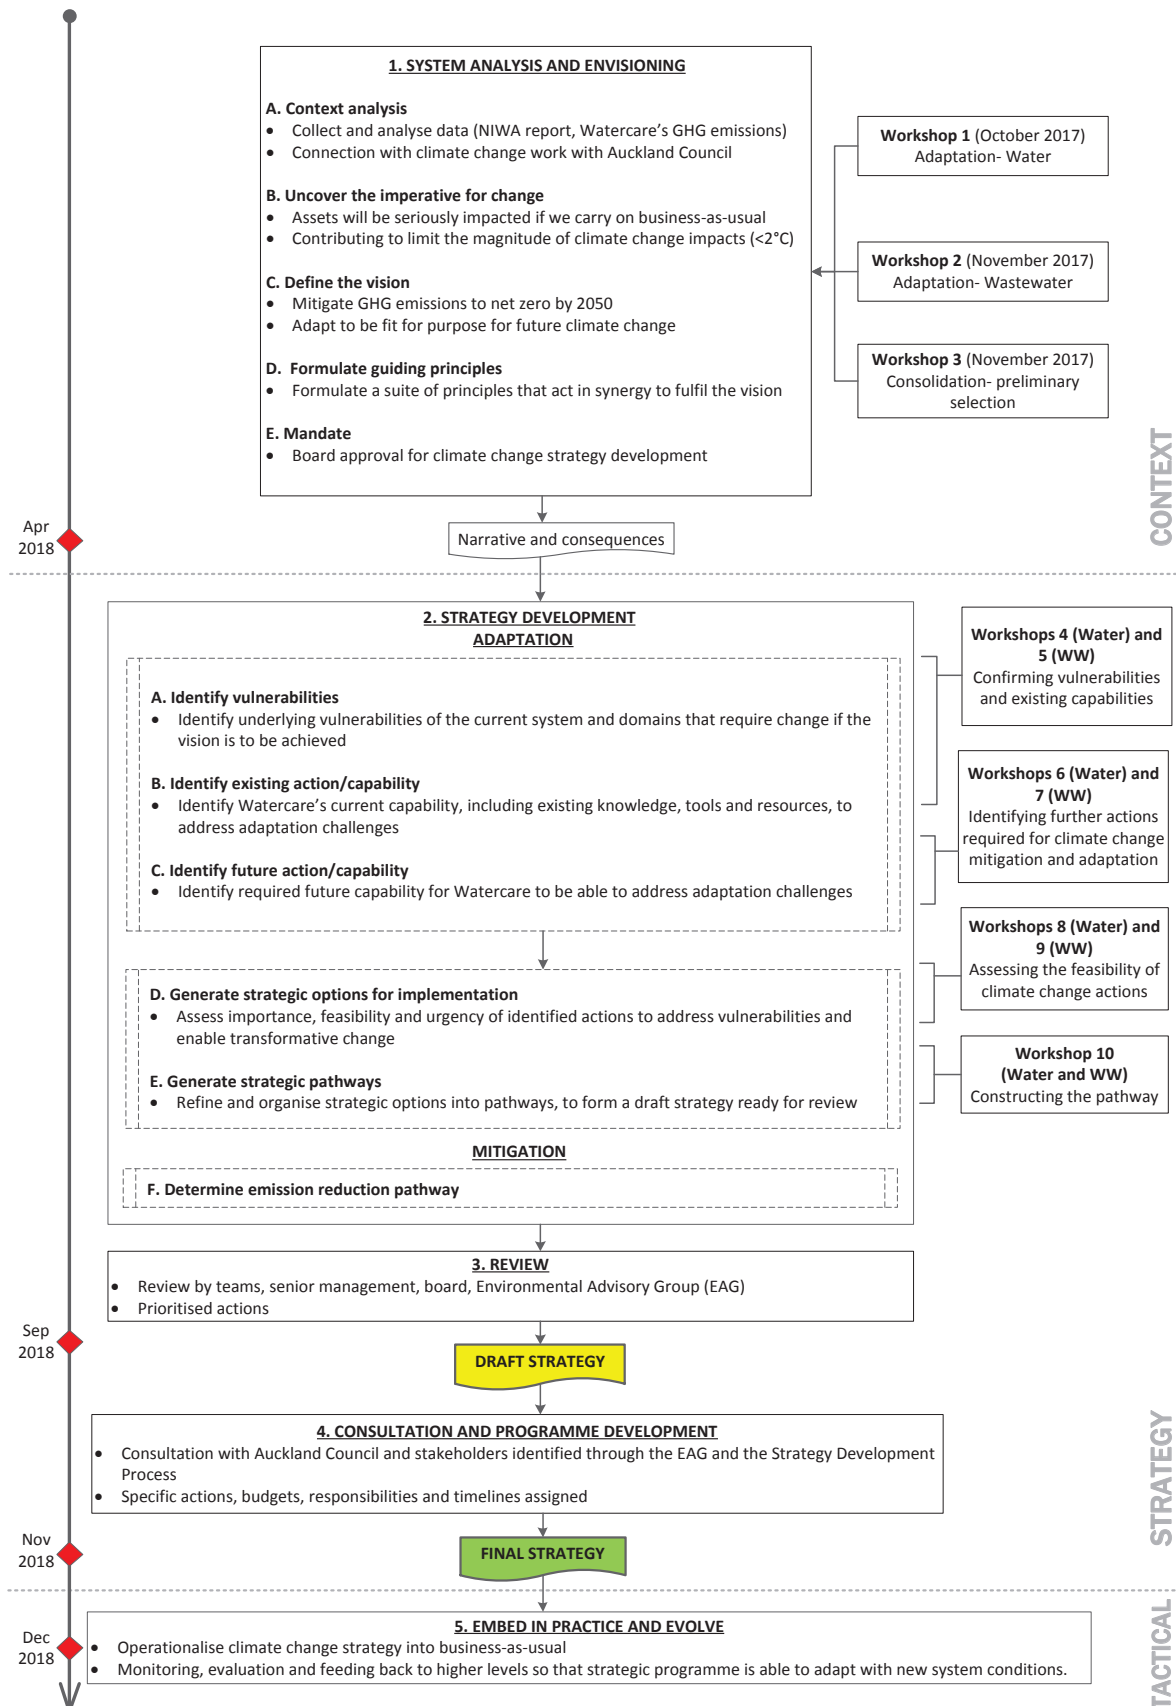 1. SYSTEM ANALYSIS AND ENVISIONING
A. Context analysis
• Collect and analyse data (NIWA report, Watercare’s GHG emissions)
• Connection with climate change work with Auckland Council
B. Uncover the imperative for change
• Assets will be seriously impacted if we carry on business-as-usual
• Contributing to limit the magnitude of climate change impacts (<2°C)
C. Define the vision
• Mitigate GHG emissions to net zero by 2050
• Adapt to be fit for purpose for future climate change
D. Formulate guiding principles
• Formulate a suite of principles that act in synergy to fulfil the vision
E. Mandate
• Board approval for climate change strategy development
Workshop 1 (October 2017)
Adaptation- Water
Workshop 2 (November 2017)
Adaptation- Wastewater
Workshop 3 (November 2017)
Consolidation- preliminary
selection
CONTEXT
Apr
2018
Narrative and consequences
2. STRATEGY DEVELOPMENT
ADAPTATION
A. Identify vulnerabilities
• Identify underlying vulnerabilities of the current system and domains that require change if the
vision is to be achieved
B. Identify existing action/capability
• Identify Watercare’s current capability, including existing knowledge, tools and resources, to
address adaptation challenges
C. Identify future action/capability
• Identify required future capability for Watercare to be able to address adaptation challenges
D. Generate strategic options for implementation
• Assess importance, feasibility and urgency of identified actions to address vulnerabilities and
enable transformative change
E. Generate strategic pathways
• Refine and organise strategic options into pathways, to form a draft strategy ready for review
MITIGATION
F. Determine emission reduction pathway
Workshops 4 (Water) and
5 (WW)
Confirming vulnerabilities
and existing capabilities
Workshops 6 (Water) and
7 (WW)
Identifying further actions
required for climate change
mitigation and adaptation
Workshops 8 (Water) and
9 (WW)
Assessing the feasibility of
climate change actions
Workshop 10
(Water and WW)
Constructing the pathway
3. REVIEW
• Review by teams, senior management, board, Environmental Advisory Group (EAG)
• Prioritised actions
Sep
2018
DRAFT STRATEGY
4. CONSULTATION AND PROGRAMME DEVELOPMENT
• Consultation with Auckland Council and stakeholders identified through the EAG and the Strategy Development
Process
• Specific actions, budgets, responsibilities and timelines assigned
STRATEGY
Nov
2018
FINAL STRATEGY
Dec
2018
5. EMBED IN PRACTICE AND EVOLVE
• Operationalise climate change strategy into business-as-usual
• Monitoring, evaluation and feeding back to higher levels so that strategic programme is able to adapt with new system conditions.
TACTICAL